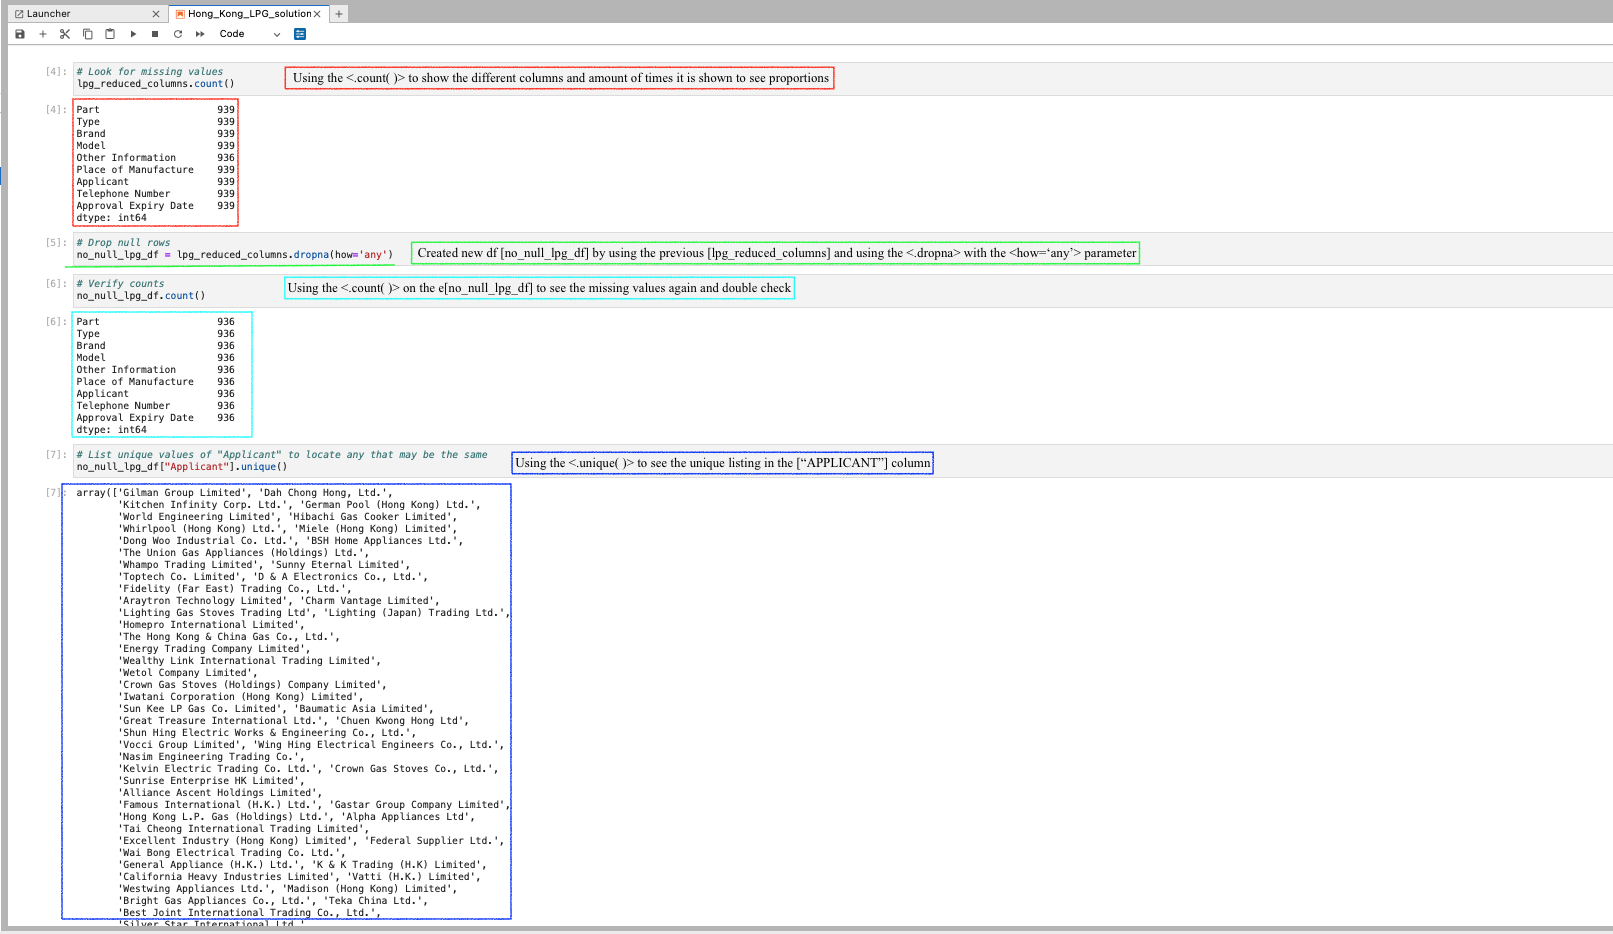 Launcher
Hong_Kong_LPG_solution
Code
[4]: # Look for missing values
lpg_reduced_columns.count()
Using the <.count( )> to show the different columns and amount of times it is shown to see proportions
[4]: Part 939
Type 939
Brand 939
Model 939
Other Information 936
Place of Manufacture 939
Applicant 939
Telephone Number 939
Approval Expiry Date 939
dtype: int64
[5]: # Drop null rows
no_null_lpg_df = lpg_reduced_columns.dropna(how='any')
Created new df [no_null_lpg_df] by using the previous [lpg_reduced_columns] and using the <.dropna> with the <how=‘any’> parameter
[6]: # Verify counts
no_null_lpg_df.count()
Using the <.count( )> on the e[no_null_lpg_df] to see the missing values again and double check
[6]: Part 936
Type 936
Brand 936
Model 936
Other Information 936
Place of Manufacture 936
Applicant 936
Telephone Number 936
Approval Expiry Date 936
dtype: int64
[7]: # List unique values of "Applicant" to locate any that may be the same
no_null_lpg_df["Applicant"].unique()
Using the <.unique( )> to see the unique listing in the [“APPLICANT”] column
[7]: array(['Gilman Group Limited', 'Dah Chong Hong, Ltd.',
'Kitchen Infinity Corp. Ltd.', 'German Pool (Hong Kong) Ltd.',
'World Engineering Limited', 'Hibachi Gas Cooker Limited',
'Whirlpool (Hong Kong) Ltd.', 'Miele (Hong Kong) Limited',
'Dong Woo Industrial Co. Ltd.', 'BSH Home Appliances Ltd.',
'The Union Gas Appliances (Holdings) Ltd.',
'Whampo Trading Limited', 'Sunny Eternal Limited',
'Toptech Co. Limited', 'D & A Electronics Co., Ltd.',
'Fidelity (Far East) Trading Co., Ltd.',
'Araytron Technology Limited', 'Charm Vantage Limited',
'Lighting Gas Stoves Trading Ltd', 'Lighting (Japan) Trading Ltd.',
'Homepro International Limited',
'The Hong Kong & China Gas Co., Ltd.',
'Energy Trading Company Limited',
'Wealthy Link International Trading Limited',
'Wetol Company Limited',
'Crown Gas Stoves (Holdings) Company Limited',
'Iwatani Corporation (Hong Kong) Limited',
'Sun Kee LP Gas Co. Limited', 'Baumatic Asia Limited',
'Great Treasure International Ltd.', 'Chuen Kwong Hong Ltd',
'Shun Hing Electric Works & Engineering Co., Ltd.',
'Vocci Group Limited', 'Wing Hing Electrical Engineers Co., Ltd.',
'Nasim Engineering Trading Co.',
'Kelvin Electric Trading Co. Ltd.', 'Crown Gas Stoves Co., Ltd.',
'Sunrise Enterprise HK Limited',
'Alliance Ascent Holdings Limited',
'Famous International (H.K.) Ltd.', 'Gastar Group Company Limited',
'Hong Kong L.P. Gas (Holdings) Ltd.', 'Alpha Appliances Ltd',
'Tai Cheong International Trading Limited',
'Excellent Industry (Hong Kong) Limited', 'Federal Supplier Ltd.',
'Wai Bong Electrical Trading Co. Ltd.',
'General Appliance (H.K.) Ltd.', 'K & K Trading (H.K) Limited',
'California Heavy Industries Limited', 'Vatti (H.K.) Limited',
'Westwing Appliances Ltd.', 'Madison (Hong Kong) Limited',
'Bright Gas Appliances Co., Ltd.', 'Teka China Ltd.',
'Best Joint International Trading Co., Ltd.',
'Silver Star International Ltd.'